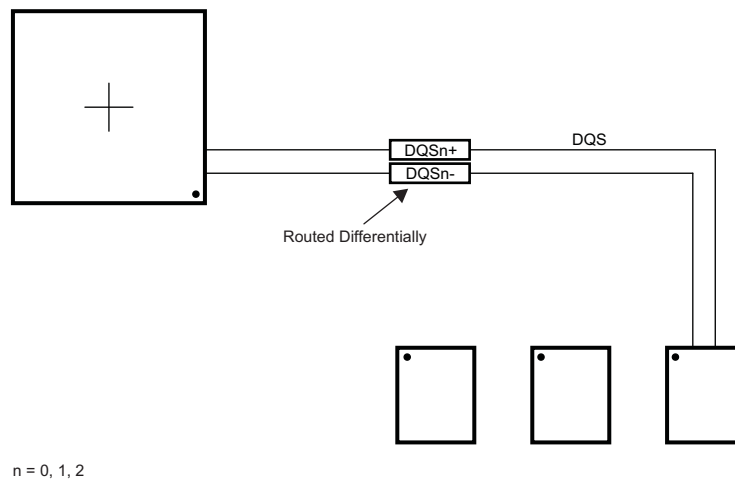 DQSn+
DQS
DQSn-
Routed Differentially
n = 0, 1, 2